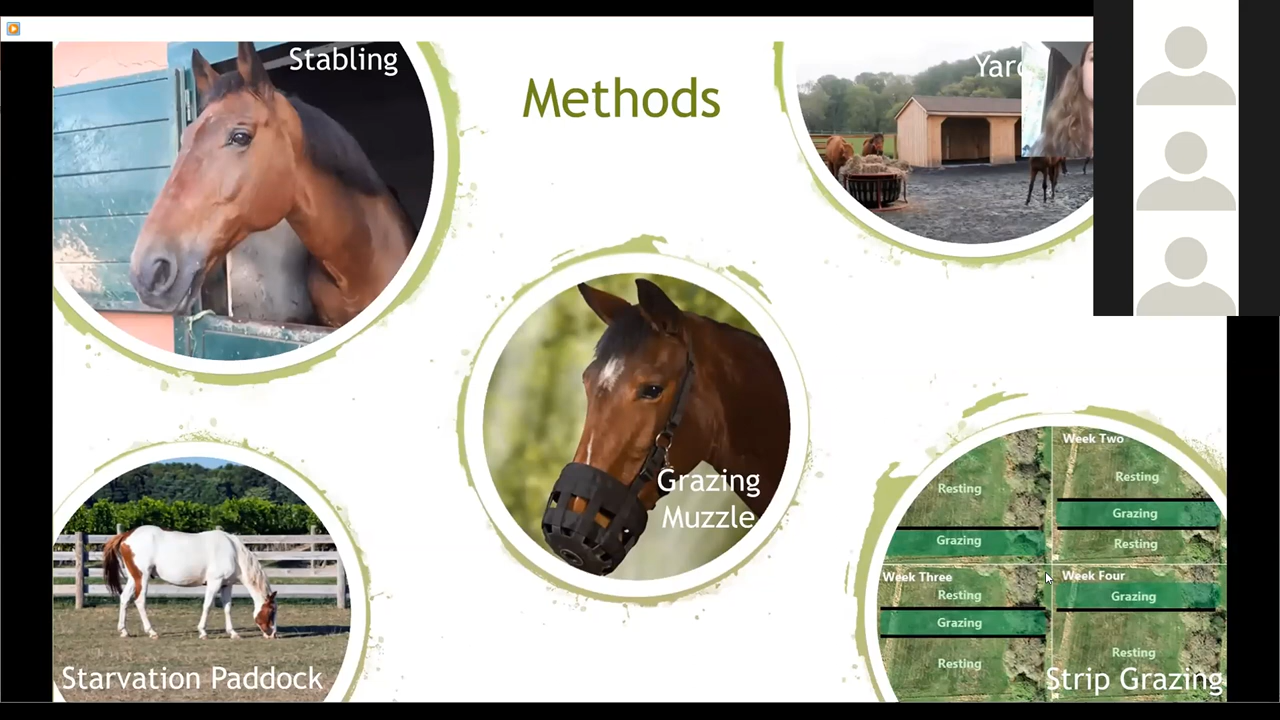 Stabling
Methods
Grazing
Muzzle
Starvation Paddock
Resting
Grazing
Week Two
Resting
Grazing
Resting
Week Three
Resting
Grazing
Resting
Week Four
Grazing
Resting
Strip Grazing